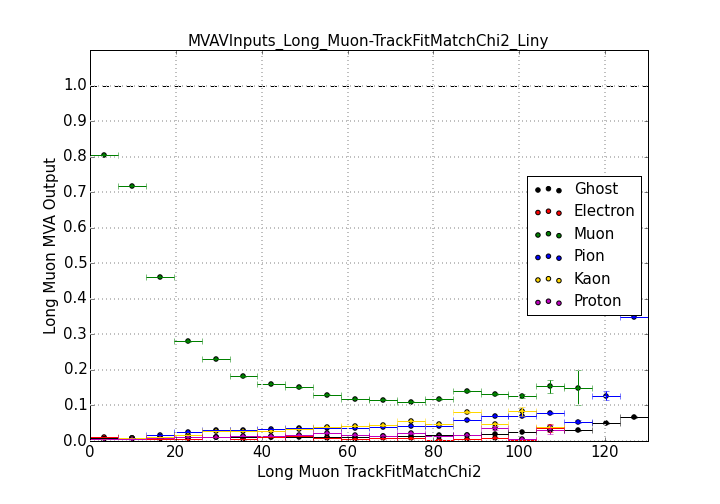 MVAVInputs_Long_Muon-TrackFitMatchChi2_Liny
1.0
0.9
0.8
0.7
0.6
0.5
0.4
0.3
0.2
0.1
0.0
Long Muon MVA Output
Ghost
Electron
Muon
Pion
Kaon
Proton
0 20 40 60 80 100 120
Long Muon TrackFitMatchChi2